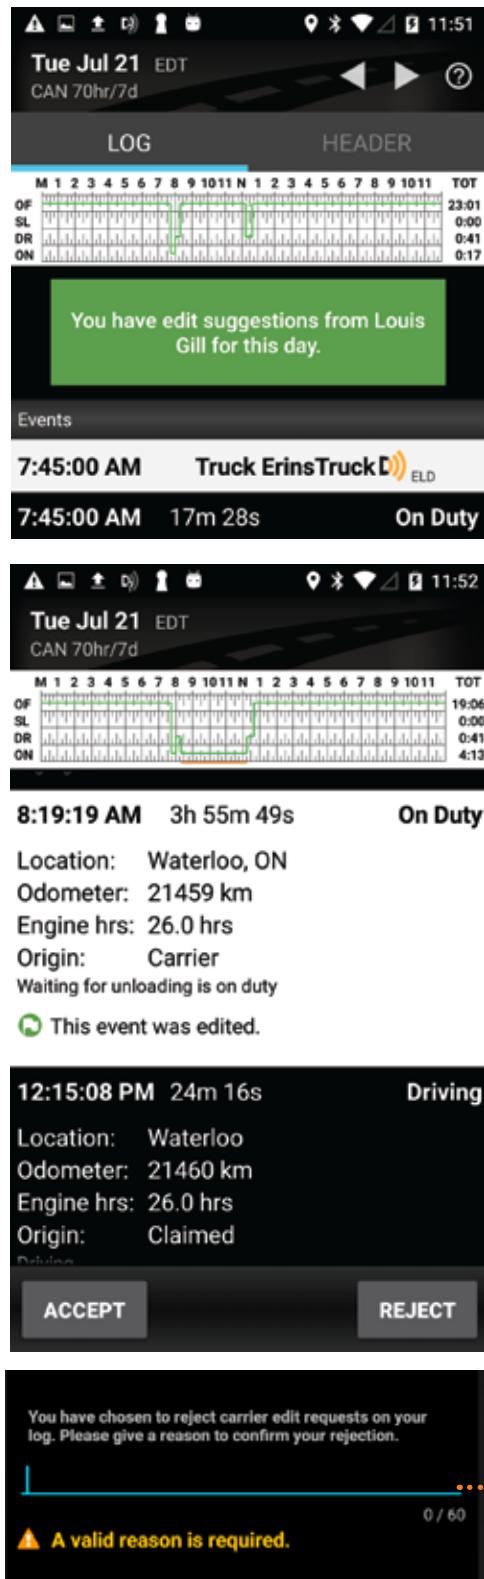 11:51
Tue Jul 21 EDT
CAN 70hr/7d
LOG HEADER
M 1 2 3 4 5 6 7 8 9 10 11 N 1 2 3 4 5 6 7 8 9 10 11 TOT
OF 23:01
SL 0:00
DR 0:41
ON 0:17
You have edit suggestions from Louis
Gill for this day.
Events
7:45:00 AM Truck ErinsTruck ELD
7:45:00 AM 17m 28s On Duty
11:52
Tue Jul 21 EDT
CAN 70hr/7d
M 1 2 3 4 5 6 7 8 9 10 11 N 1 2 3 4 5 6 7 8 9 10 11 TOT
OF 19:06
SL 0:00
DR 0:41
ON 4:13
8:19:19 AM 3h 55m 49s On Duty
Location: Waterloo, ON
Odometer: 21459 km
Engine hrs: 26.0 hrs
Origin: Carrier
Waiting for unloading is on duty
This event was edited.
12:15:08 PM 24m 16s Driving
Location: Waterloo
Odometer: 21460 km
Engine hrs: 26.0 hrs
Origin: Claimed
Driving
ACCEPT REJECT
You have chosen to reject carrier edit requests on your
log. Please give a reason to confirm your rejection.
0 / 60
A valid reason is required.